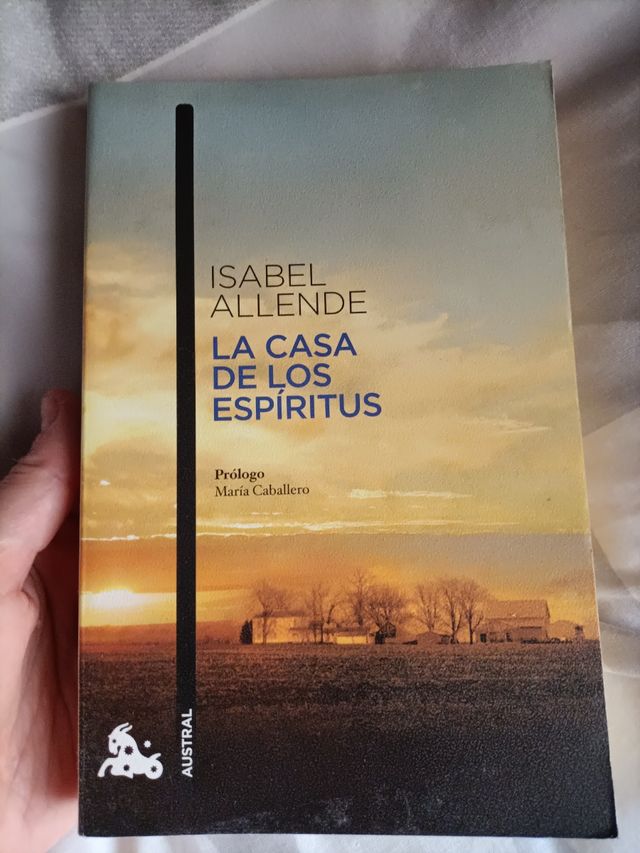 ISABEL
ALLENDE
LA CASA
DE LOS
ESPÍRITUS
Prólogo
María Caballero
AUSTRAL